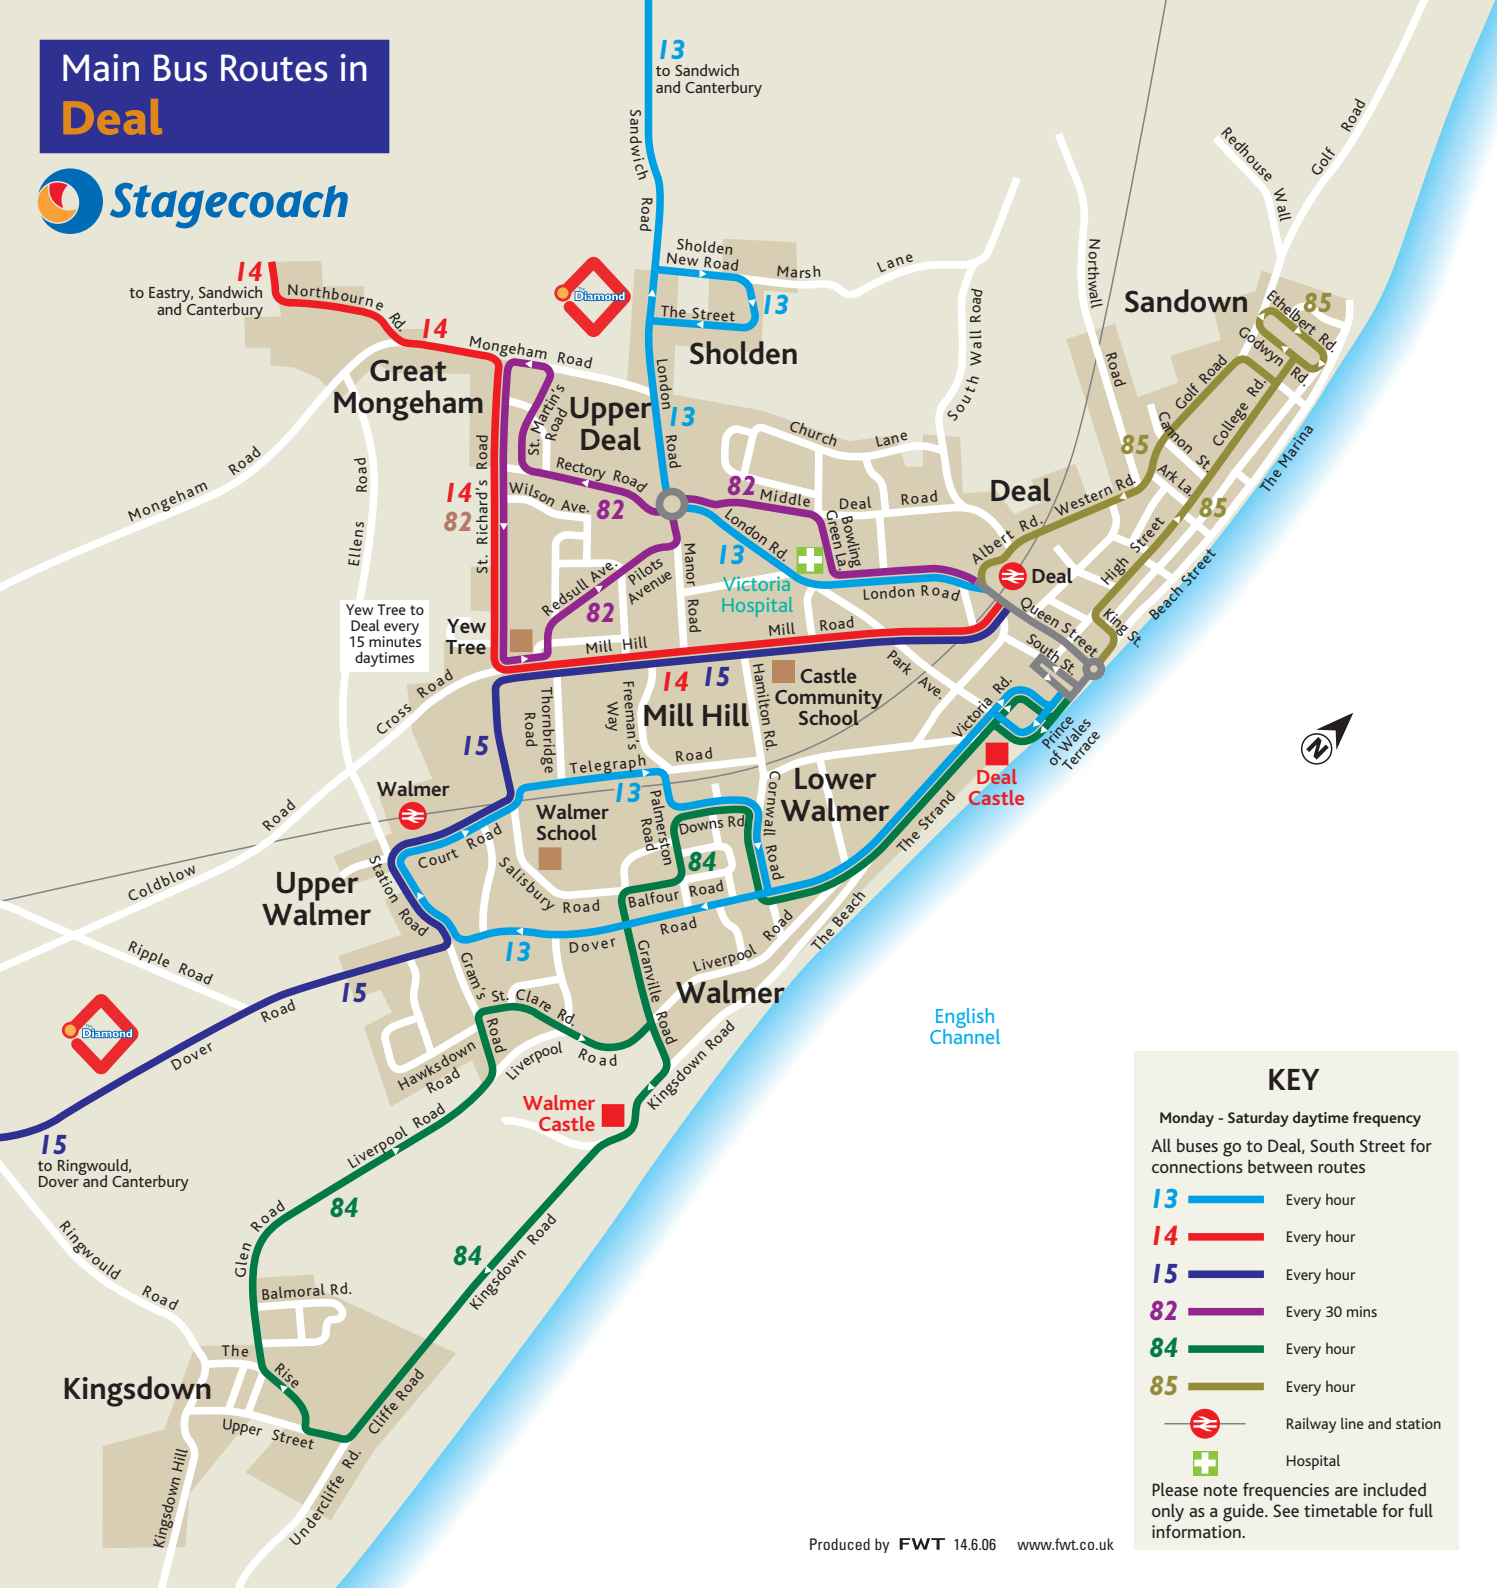 Main Bus Routes in
Deal
Stagecoach
13
to Sandwich
and Canterbury
Sandwich
Road
14
to Eastry, Sandwich
and Canterbury
Northbourne
Rd.
14
The
Diamond
Sholden
New Road
Marsh
Lane
The Street
13
Sholden
Redhouse
Wall
Golf
Road
Northwall
Road
South Wall Road
Sandown
85
Ethelbert
Rd.
Godwyn
Rd.
Golf Road
College
Rd.
Cannon
St.
Ark La.
The Marina
85
85
Great
Mongeham
Mongeham
Road
St. Martin's
Road
Upper
Deal
London
Road
13
Church
Lane
Mongeham
Road
Ellens
Road
St. Richard's
Road
14
82
Rectory
Road
Wilson
Ave.
82
82
Middle
Deal
Road
London Rd.
13
Bowling
Green La.
Victoria
Hospital
London
Road
Deal
Western Rd.
Albert
Rd.
Deal
High
Street
Beach Street
King
St.
Queen
Street
South St.
Redsull
Ave.
Pilots
Avenue
Manor
Road
82
Yew Tree to
Deal every
15 minutes
daytimes
Yew
Tree
Mill
Hill
Mill
Road
14
15
Castle
Community
School
Park
Ave.
Victoria
Rd.
Prince
of Wales
Terrace
Cross
Road
Thornbridge
Road
Freeman's
Way
Mill Hill
Hamilton Rd.
15
Telegraph
Road
13
Deal
Castle
Walmer
Walmer
School
Palmerston
Road
Downs Rd.
Cornwall
Road
Lower
Walmer
The Strand
Coldblow
Road
Court
Road
Station
Road
Salisbury
Road
84
Balfour
Road
Upper
Walmer
13
Dover
Road
The Beach
Liverpool
Road
Ripple
Road
15
Gram's
Road
St.
Clare
Rd.
Granville
Road
Walmer
The
Diamond
Dover
Road
Hawksdown
Road
Liverpool
Road
Kingsdown Road
English
Channel
Walmer
Castle
Liverpool
Road
15
to Ringwould,
Dover and Canterbury
84
84
Kingsdown
Road
Glen
Road
Ringwould
Road
Balmoral Rd.
The
Rise
Kingsdown
Upper
Street
Cliffe Road
Undercliffe
Rd.
Kingsdown Hill
N
KEY
Monday - Saturday daytime frequency
All buses go to Deal, South Street for
connections between routes
13 Every hour
14 Every hour
15 Every hour
82 Every 30 mins
84 Every hour
85 Every hour
Railway line and station
Hospital
Please note frequencies are included
only as a guide. See timetable for full
information.
Produced by FWT 14.6.06 www.fwt.co.uk